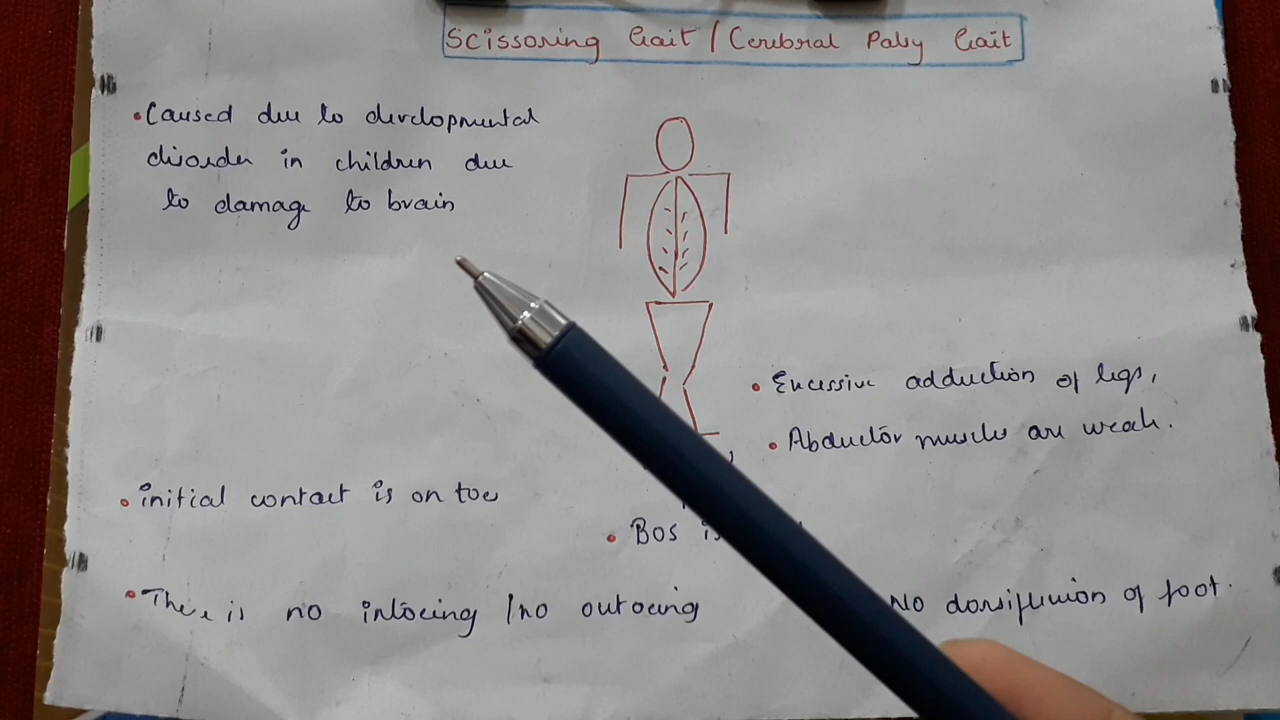 Scissoring Gait / Cerebral Palsy Gait
• Caused due to developmental
disorder in children due
to damage to brain
• Excessive adduction of legs,
• Abductor muscles are weak.
• initial contact is on toe
• BOS is
• There is no intoeing / no outoeing
No dorsiflexion of foot.